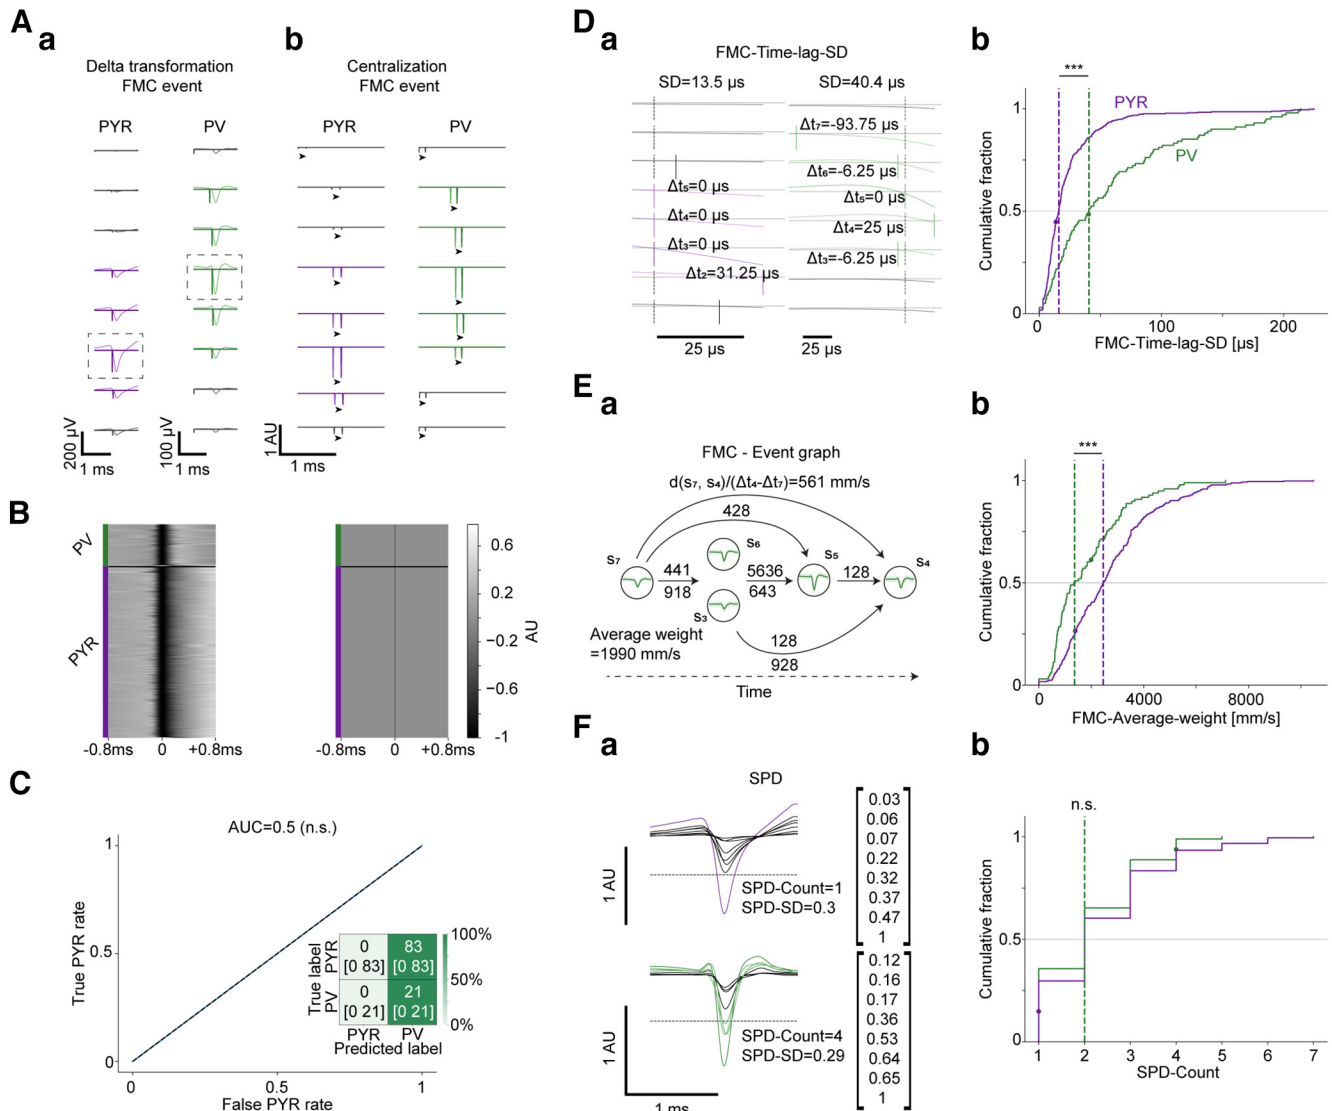 A
a
Delta transformation
FMC event
PYR
PV
200 µV
1 ms
100 µV
1 ms
b
Centralization
FMC event
PYR
PV
1 AU
1 ms
B
PV
PYR
-0.8ms
0
+0.8ms
-0.8ms
0
+0.8ms
0.6
0.2
−0.2
−0.6
-1
AU
C
AUC=0.5 (n.s.)
True PYR rate
1
0.5
0
0
0.5
1
False PYR rate
True label
PYR
PV
0
[0 83]
83
[0 83]
0
[0 21]
21
[0 21]
PYR
PV
Predicted label
100%
50%
0%
D
a
FMC-Time-lag-SD
SD=13.5 µs
SD=40.4 µs
Δt₅=0 µs
Δt₄=0 µs
Δt₃=0 µs
Δt₂=31.25 µs
25 µs
Δt₇=-93.75 µs
Δt₆=-6.25 µs
Δt₅=0 µs
Δt₄=25 µs
Δt₃=-6.25 µs
25 µs
b
***
PYR
PV
Cumulative fraction
1
0.5
0
0
100
200
FMC-Time-lag-SD [µs]
E
a
FMC - Event graph
d(s₇, s₄)/(Δt₄-Δt₇)=561 mm/s
428
S₇
S₆
S₅
S₄
S₃
441
918
5636
643
128
128
928
Average weight
=1990 mm/s
Time
b
***
Cumulative fraction
1
0.5
0
0
4000
8000
FMC-Average-weight [mm/s]
F
a
SPD
1 AU
SPD-Count=1
SPD-SD=0.3
0.03
0.06
0.07
0.22
0.32
0.37
0.47
1
1 AU
SPD-Count=4
SPD-SD=0.29
0.12
0.16
0.17
0.36
0.53
0.64
0.65
1
1 ms
b
n.s.
Cumulative fraction
1
0.5
0
1
2
3
4
5
6
7
SPD-Count